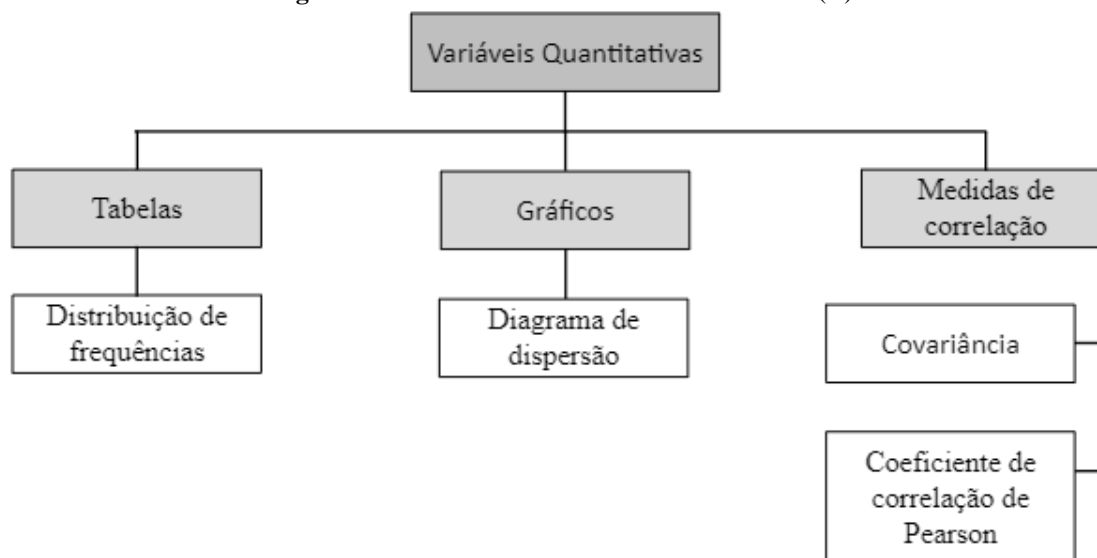 Variáveis Quantitativas
Tabelas
Gráficos
Medidas de
correlação
Distribuição de
frequências
Diagrama de
dispersão
Covariância
Coeficiente de
correlação de
Pearson